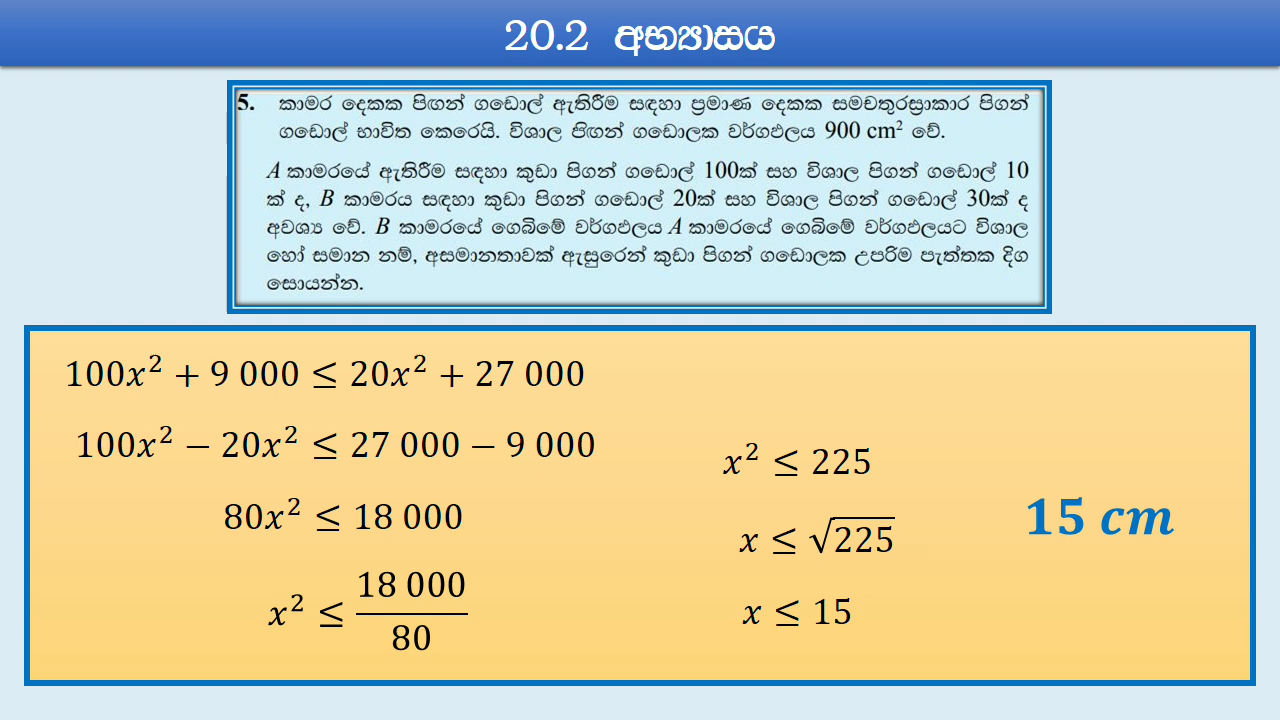 20.2 අභ්‍යාසය
5. කාමර දෙකක පිඟන් ගඩොල් ඇතිරීම සඳහා ප්‍රමාණ දෙකක සමචතුරස්‍රාකාර පිගන්
ගඩොල් භාවිත කෙරෙයි. විශාල පිඟන් ගඩොලක වර්ගඵලය 900 cm² වේ.
A කාමරයේ ඇතිරීම සඳහා කුඩා පිගන් ගඩොල් 100ක් සහ විශාල පිගන් ගඩොල් 10
ක් ද, B කාමරය සඳහා කුඩා පිගන් ගඩොල් 20ක් සහ විශාල පිගන් ගඩොල් 30ක් ද
අවශ්‍ය වේ. B කාමරයේ ගෙබිමේ වර්ගඵලය A කාමරයේ ගෙබිමේ වර්ගඵලයට විශාල
හෝ සමාන නම්, අසමානතාවක් ඇසුරෙන් කුඩා පිගන් ගඩොලක උපරිම පැත්තක දිග
සොයන්න.
100x² + 9 000 ≤ 20x² + 27 000
100x² − 20x² ≤ 27 000 − 9 000
80x² ≤ 18 000
x² ≤ 18 000/80
x² ≤ 225
x ≤ √225
x ≤ 15
15 cm